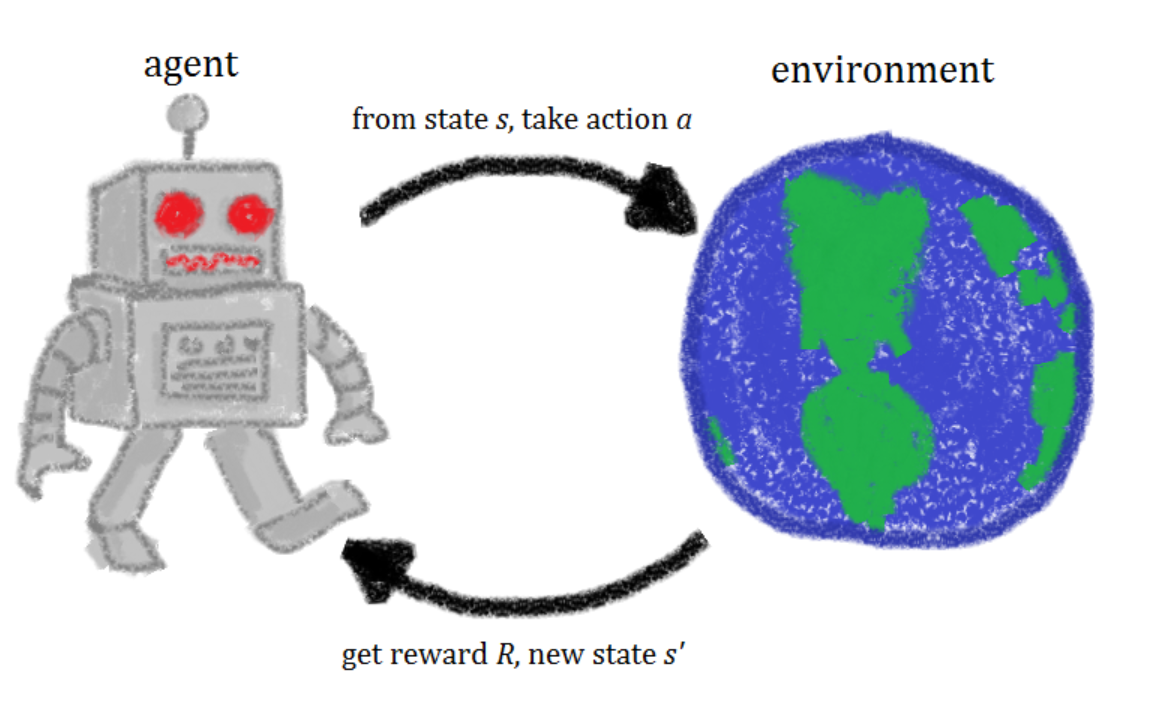 agent
environment
from state s, take action a
get reward R, new state s′